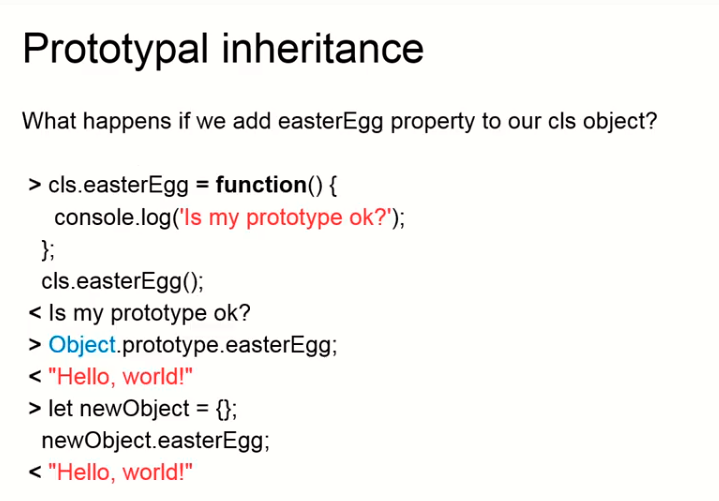 Prototypal inheritance
What happens if we add easterEgg property to our cls object?
> cls.easterEgg = function() {
console.log('Is my prototype ok?');
};
cls.easterEgg();
< Is my prototype ok?
> Object.prototype.easterEgg;
< "Hello, world!"
> let newObject = {};
newObject.easterEgg;
< "Hello, world!"